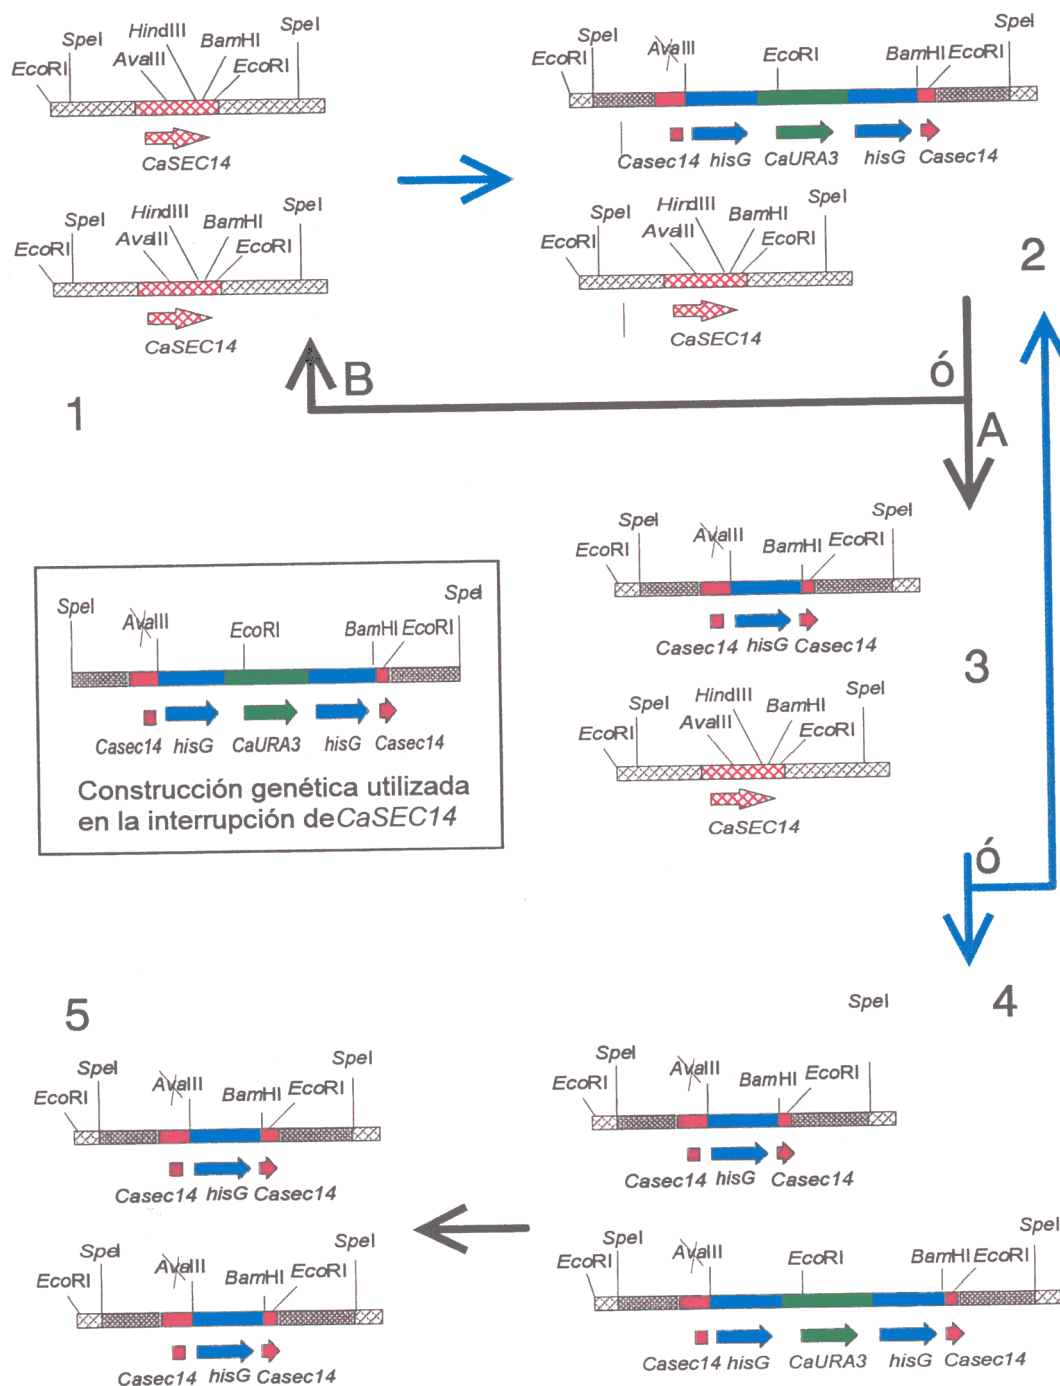 HindIII
SpeI
SpeI
BamHI
AvaIII
EcoRI
EcoRI
CaSEC14
HindIII
SpeI
SpeI
BamHI
AvaIII
EcoRI
EcoRI
CaSEC14
1
SpeI
SpeI
AvaIII
BamHI
EcoRI
EcoRI
EcoRI
Casec14 hisG CaURA3 hisG Casec14
HindIII
SpeI
SpeI
BamHI
AvaIII
EcoRI
EcoRI
CaSEC14
2
ó
B
A
SpeI
SpeI
AvaIII
BamHI
EcoRI
EcoRI
Casec14 hisG Casec14
3
SpeI
SpeI
HindIII
BamHI
AvaIII
EcoRI
EcoRI
CaSEC14
ó
SpeI
SpeI
AvaIII
EcoRI
BamHI EcoRI
Casec14 hisG CaURA3 hisG Casec14
Construcción genética utilizada
en la interrupción de CaSEC14
4
SpeI
SpeI
AvaIII
BamHI
EcoRI
EcoRI
Casec14 hisG Casec14
SpeI
SpeI
AvaIII
BamHI
EcoRI
EcoRI
EcoRI
Casec14 hisG CaURA3 hisG Casec14
5
SpeI
SpeI
AvaIII
BamHI
EcoRI
EcoRI
Casec14 hisG Casec14
SpeI
SpeI
AvaIII
BamHI
EcoRI
EcoRI
Casec14 hisG Casec14